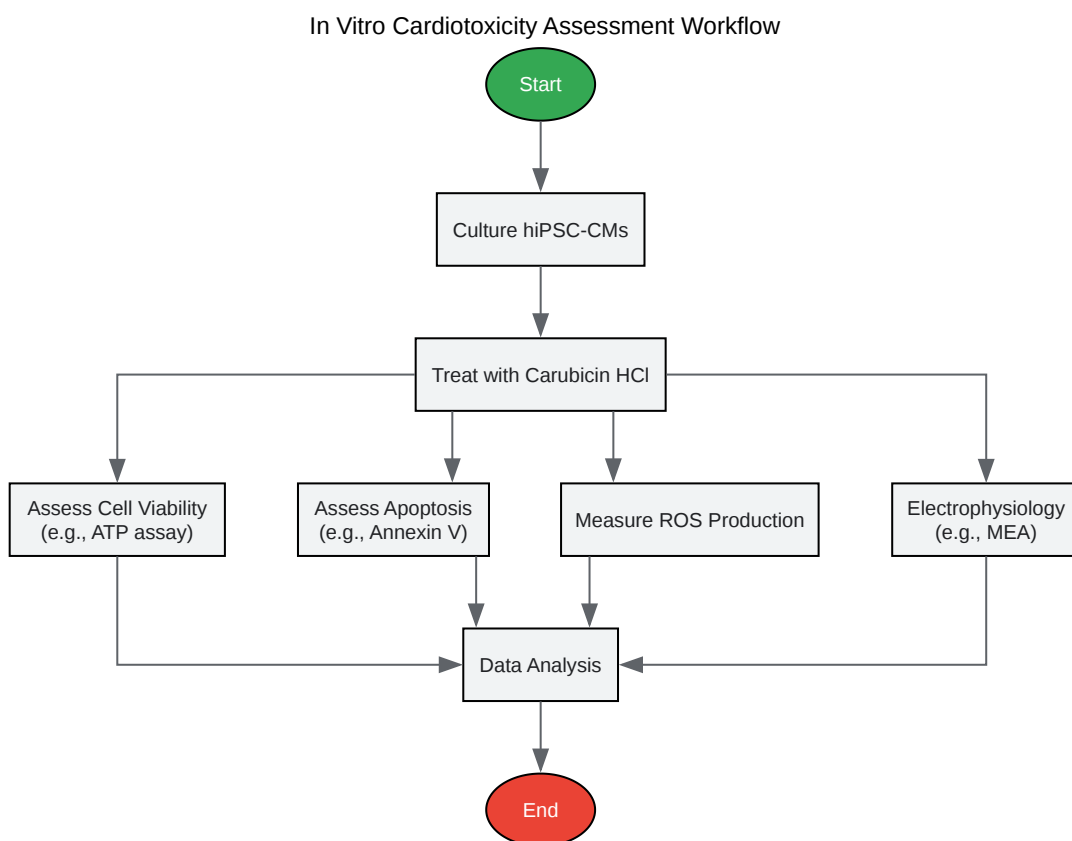 In Vitro Cardiotoxicity Assessment Workflow
Start
Culture hiPSC-CMs
Treat with Carubicin HCl
Assess Cell Viability
(e.g., ATP assay)
Assess Apoptosis
(e.g., Annexin V)
Measure ROS Production
Electrophysiology
(e.g., MEA)
Data Analysis
End